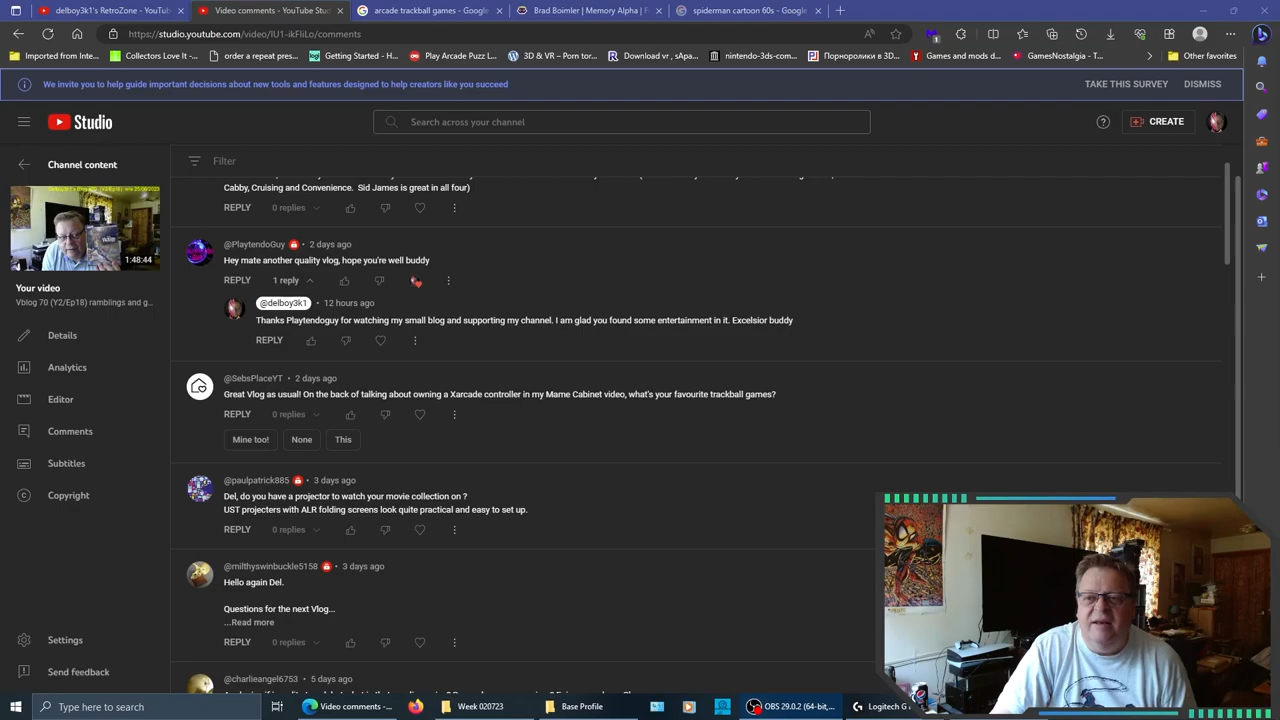 delboy3k1's RetroZone - YouTube
Video comments - YouTube Studio
arcade trackball games - Google
Brad Boimler | Memory Alpha | F
spiderman cartoon 60s - Google
https://studio.youtube.com/video/IU1-ikFIiLo/comments
Imported from Inte...
Collectors Love It -...
order a repeat pres...
Getting Started - H...
Play Arcade Puzz L...
3D & VR – Porn tor...
Download vr , sApa...
nintendo-3ds-com...
Порноролики в 3D...
Games and mods d...
GamesNostalgia - T...
Other favorites
We invite you to help guide important decisions about new tools and features designed to help creators like you succeed
TAKE THIS SURVEY
DISMISS
Studio
Search across your channel
CREATE
Channel content
Filter
1:48:44
Your video
Vblog 70 (Y2/Ep18) ramblings and g...
Details
Analytics
Editor
Comments
Subtitles
Copyright
Settings
Send feedback
Cabby, Cruising and Convenience. Sid James is great in all four)
REPLY
0 replies
@PlaytendoGuy • 2 days ago
Hey mate another quality vlog, hope you're well buddy
REPLY
1 reply
@delboy3k1 • 12 hours ago
Thanks Playtendoguy for watching my small blog and supporting my channel. I am glad you found some entertainment in it. Excelsior buddy
REPLY
@SebsPlaceYT • 2 days ago
Great Vlog as usual! On the back of talking about owning a Xarcade controller in my Mame Cabinet video, what's your favourite trackball games?
REPLY
0 replies
Mine too!
None
This
@paulpatrick885 • 3 days ago
Del, do you have a projector to watch your movie collection on ?
UST projecters with ALR folding screens look quite practical and easy to set up.
REPLY
0 replies
@milthyswinbuckle5158 • 3 days ago
Hello again Del.
Questions for the next Vlog...
...Read more
REPLY
0 replies
@charlieangel6753 • 5 days ago
Type here to search
Video comments - ...
Week 020723
Base Profile
OBS 29.0.2 (64-bit,...
Logitech G